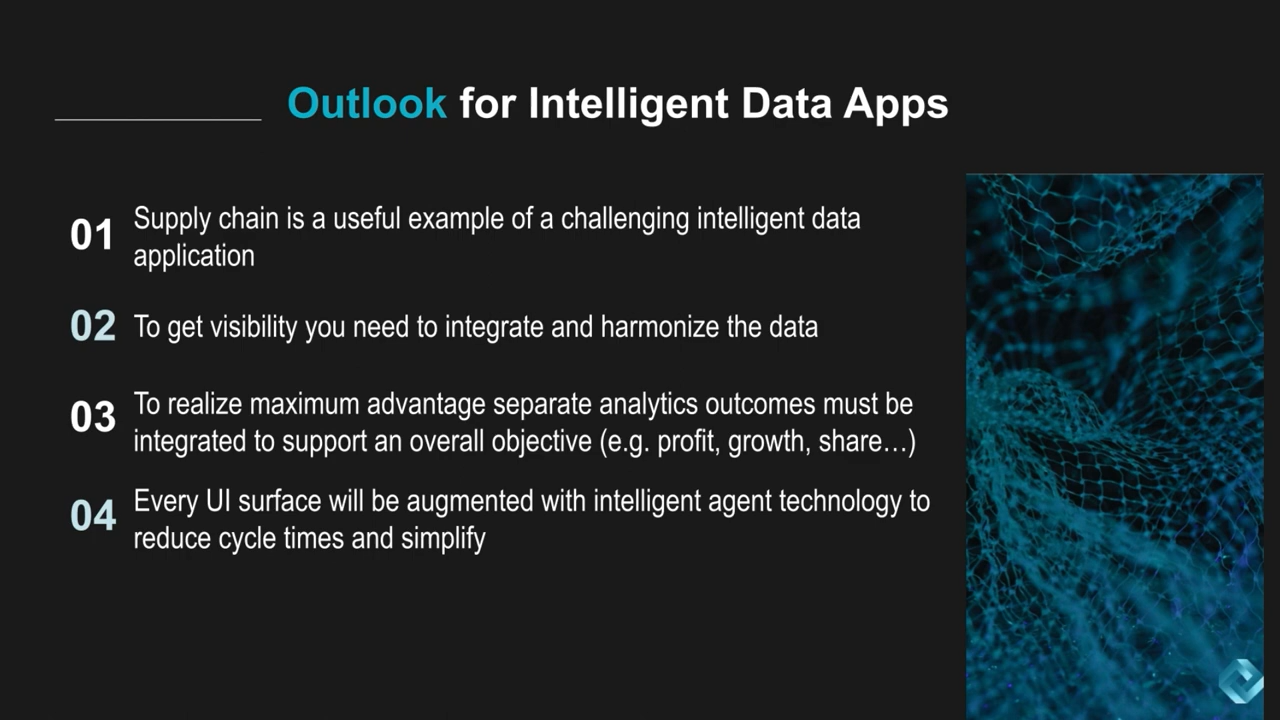 Outlook for Intelligent Data Apps
01 Supply chain is a useful example of a challenging intelligent data
application
02 To get visibility you need to integrate and harmonize the data
03 To realize maximum advantage separate analytics outcomes must be
integrated to support an overall objective (e.g. profit, growth, share…)
04 Every UI surface will be augmented with intelligent agent technology to
reduce cycle times and simplify